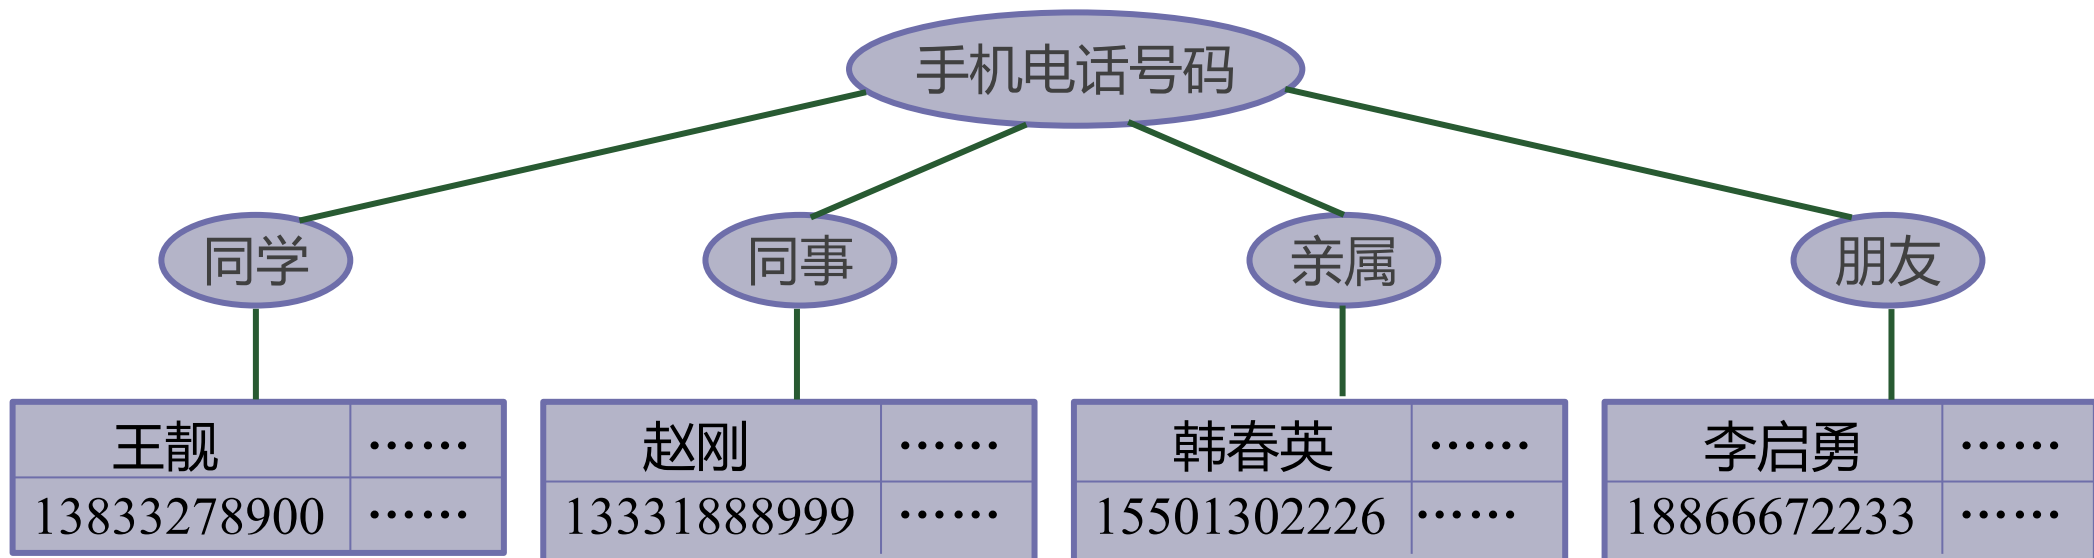 手机电话号码
同学 同事 亲属 朋友
王靓 …… 赵刚 …… 韩春英 …… 李启勇 ……
13833278900 …… 13331888999 …… 15501302226 …… 18866672233 ……